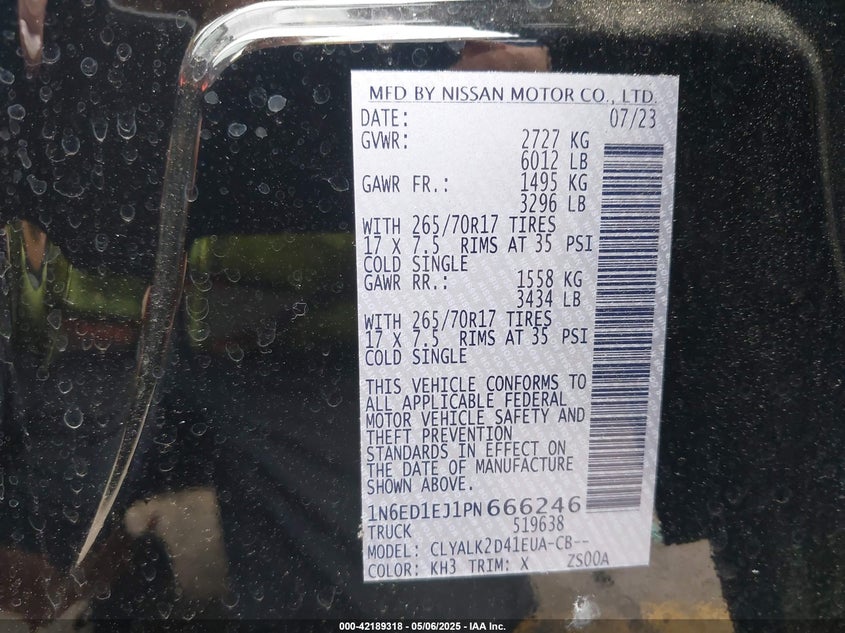 MFD BY NISSAN MOTOR CO., LTD.
DATE: 07/23
GVWR: 2727 KG
6012 LB
GAWR FR.: 1495 KG
3296 LB
WITH 265/70R17 TIRES
17 X 7.5 RIMS AT 35 PSI
COLD SINGLE
GAWR RR.: 1558 KG
3434 LB
WITH 265/70R17 TIRES
17 X 7.5 RIMS AT 35 PSI
COLD SINGLE
THIS VEHICLE CONFORMS TO
ALL APPLICABLE FEDERAL
MOTOR VEHICLE SAFETY AND
THEFT PREVENTION
STANDARDS IN EFFECT ON
THE DATE OF MANUFACTURE
SHOWN ABOVE.
1N6ED1EJ1PN666246
TRUCK 519638
MODEL: CLYALK2D41EUA-CB--
COLOR: KH3 TRIM: X ZS00A
000-42189318 - 05/06/2025 - IAA Inc.